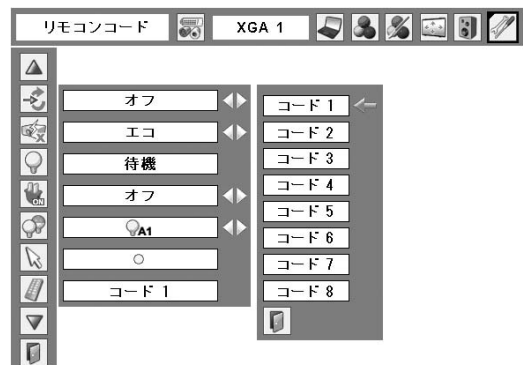 リモコンコード XGA 1
オフ
エコ
待機
ON
オフ
A1
コード 1
コード 1
コード 2
コード 3
コード 4
コード 5
コード 6
コード 7
コード 8